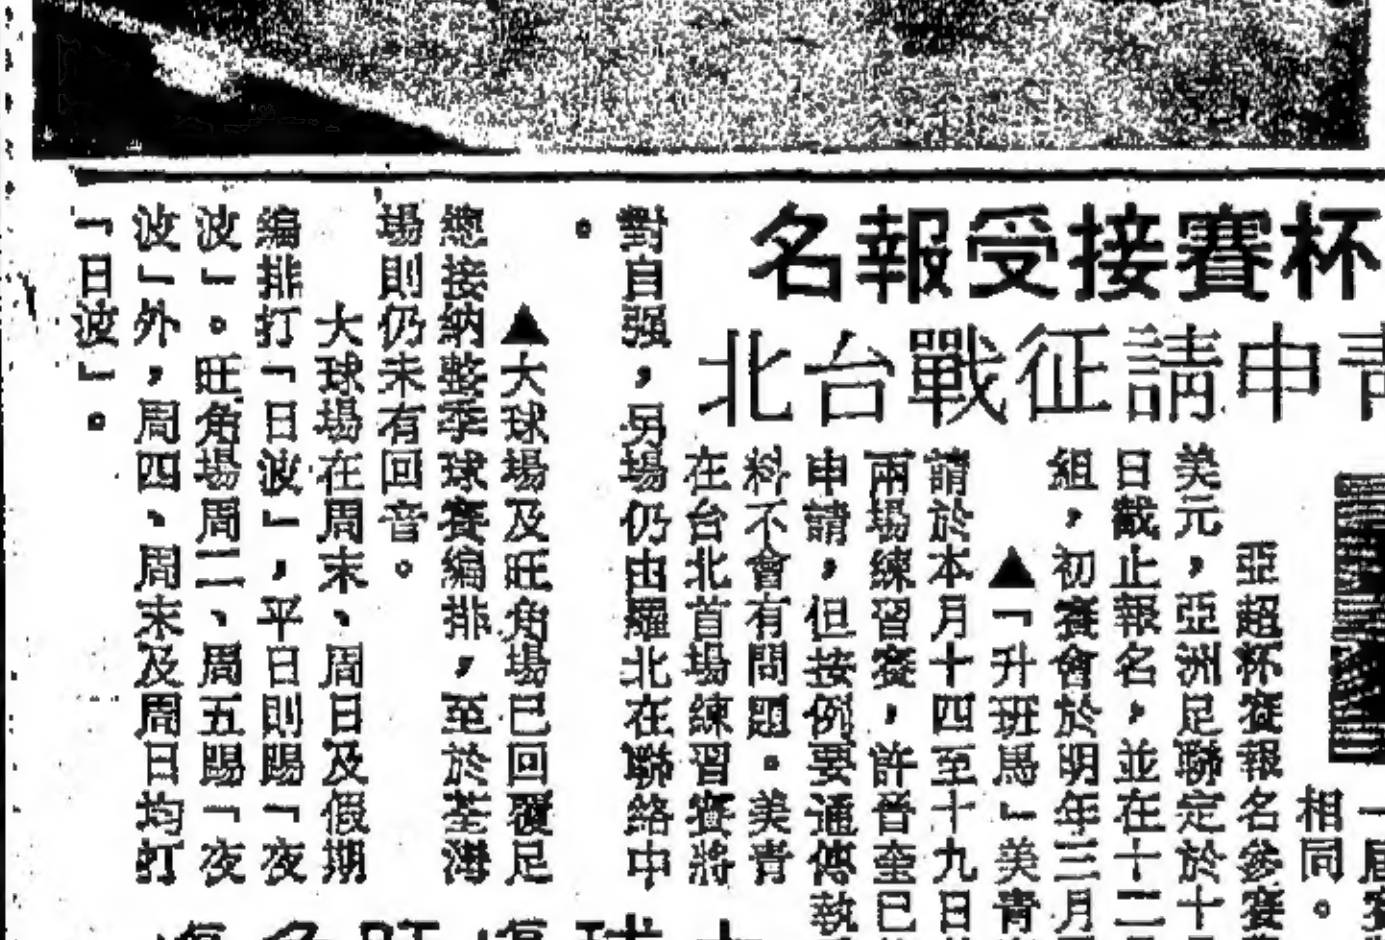 杯賽接受報名
申請征戰台北
相同。
亞超杯賽報名參賽
美元，亞洲足聯定於十
日截止報名，並在十二
組，初賽會於明年三月
▲「升班馬」美青
請於本月十四至十九日
兩場練習賽，許晉奎已
申請，但按例要通傳執
料不會有問題。美青
在台北首場練習賽將
對自强，另場仍由羅北在聯絡中
。
▲大球場及旺角場已回覆足
總接納整季球賽編排，至於荃灣
場則仍未有回音。
大球場在周末、周日及假期
編排打「日波」，平日則踢「夜
波」。旺角場周二、周五踢「夜
波」外，周四、周末及周日均打
「日波」。